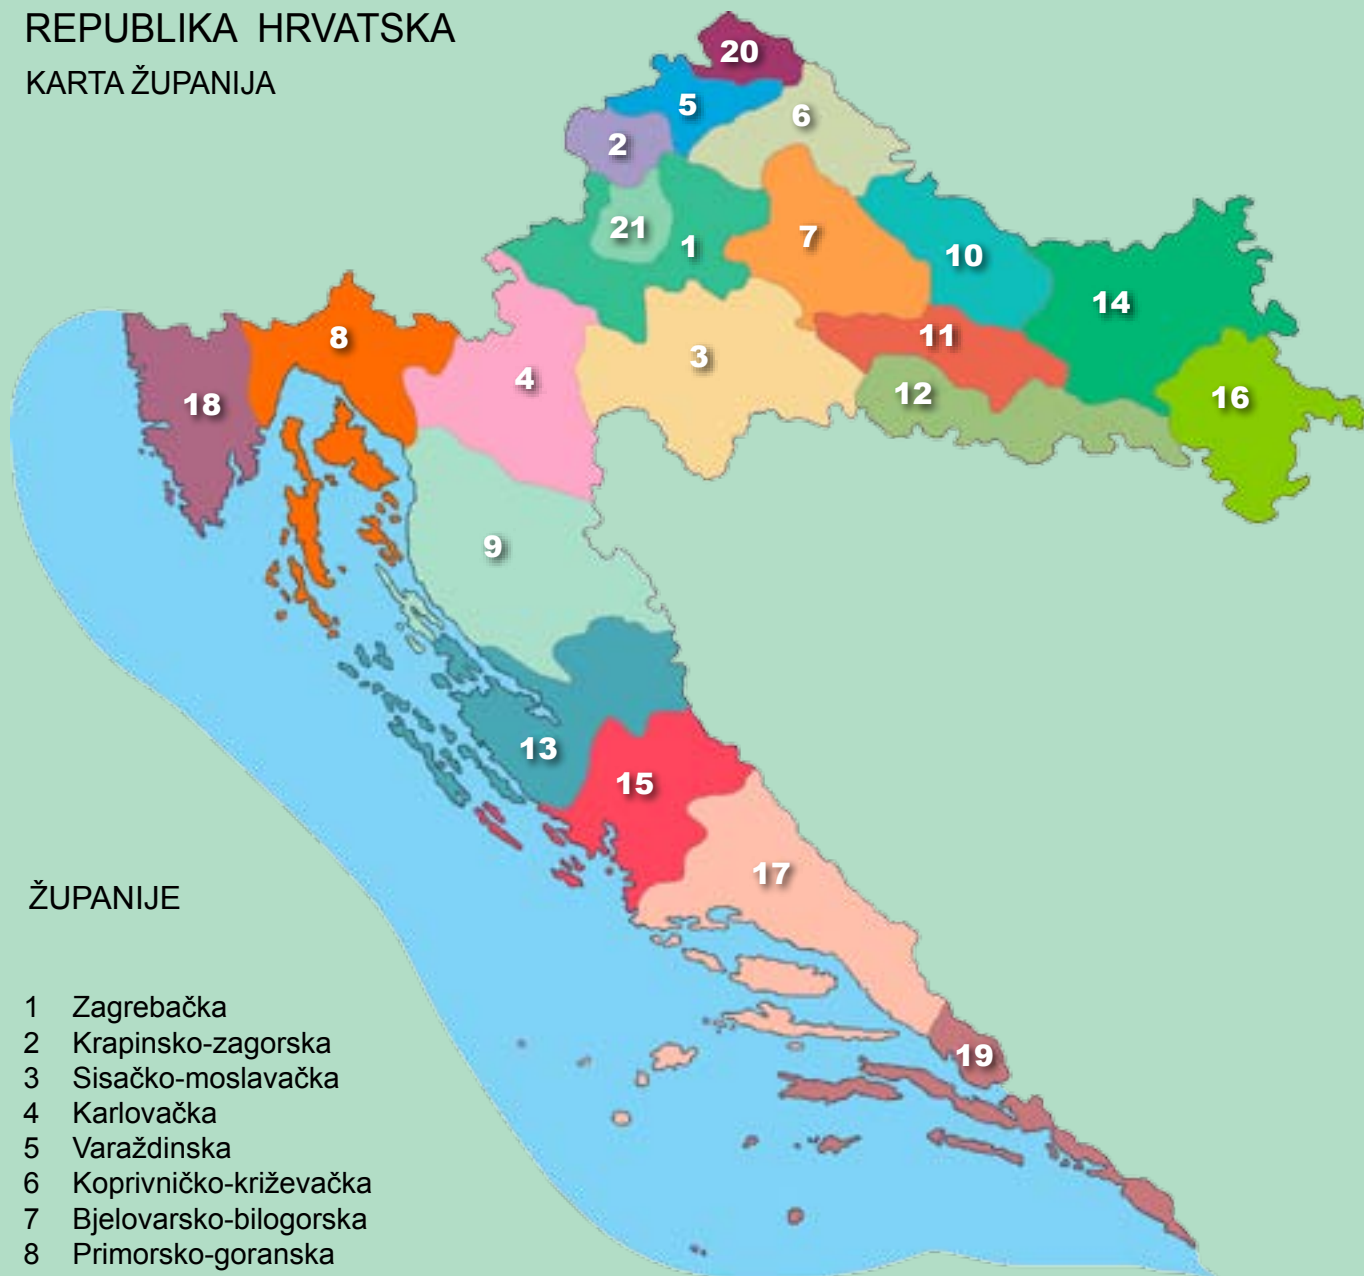 REPUBLIKA HRVATSKA
KARTA ŽUPANIJA
20
5
6
2
21
1
7
10
14
8
11
3
4
12
16
18
9
13
15
17
19
ŽUPANIJE
1 Zagrebačka
2 Krapinsko-zagorska
3 Sisačko-moslavačka
4 Karlovačka
5 Varaždinska
6 Koprivničko-križevačka
7 Bjelovarsko-bilogorska
8 Primorsko-goranska